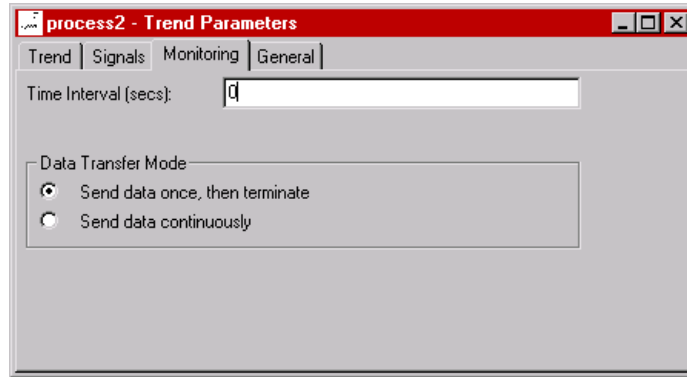 process2 - Trend Parameters
Trend Signals Monitoring General
Time Interval (secs): 0
Data Transfer Mode
Send data once, then terminate
Send data continuously